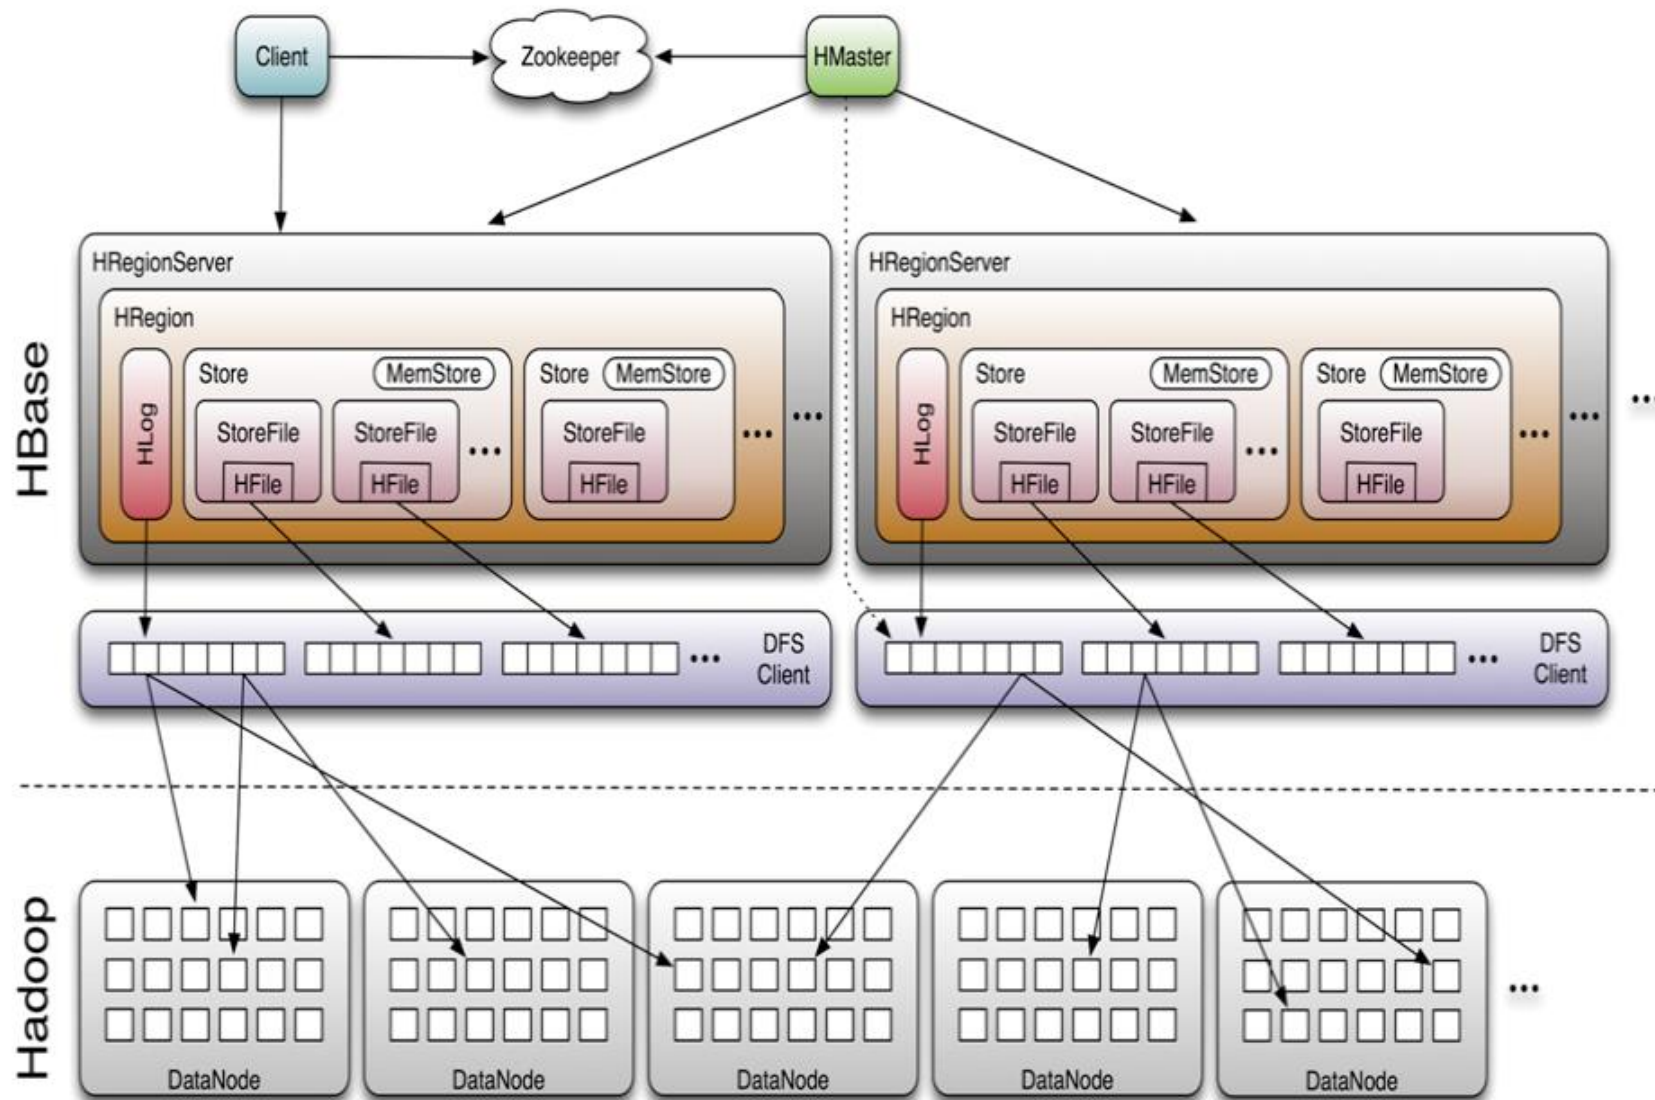 Client
Zookeeper
HMaster
HBase
HRegionServer
HRegion
HLog
Store
MemStore
StoreFile
HFile
StoreFile
HFile
...
Store
MemStore
StoreFile
HFile
...
...
HRegionServer
HRegion
HLog
Store
MemStore
StoreFile
HFile
StoreFile
HFile
...
Store
MemStore
StoreFile
HFile
...
...
...
...
DFS
Client
...
DFS
Client
Hadoop
DataNode
DataNode
DataNode
DataNode
DataNode
...